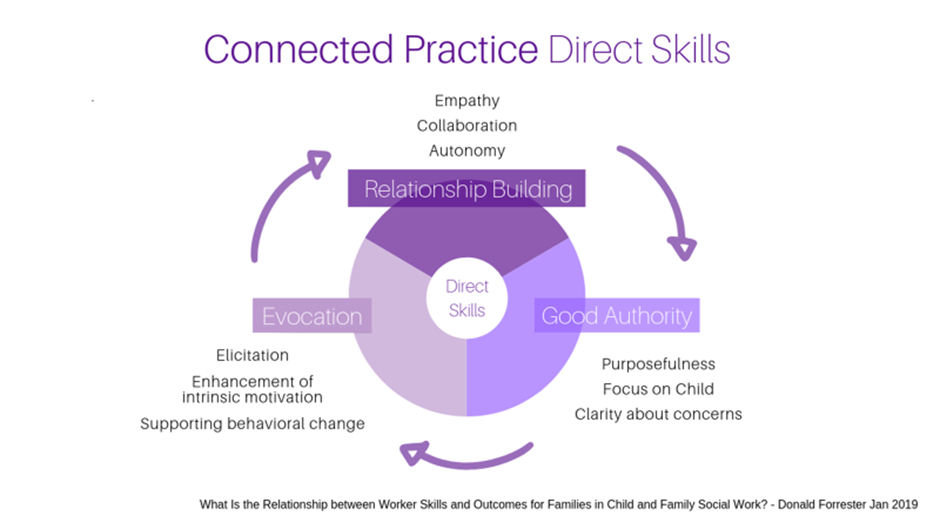 Connected Practice Direct Skills
Empathy
Collaboration
Autonomy
Relationship Building
Direct
Skills
Evocation
Good Authority
Elicitation
Enhancement of
intrinsic motivation
Supporting behavioral change
Purposefulness
Focus on Child
Clarity about concerns
What Is the Relationship between Worker Skills and Outcomes for Families in Child and Family Social Work? - Donald Forrester Jan 2019